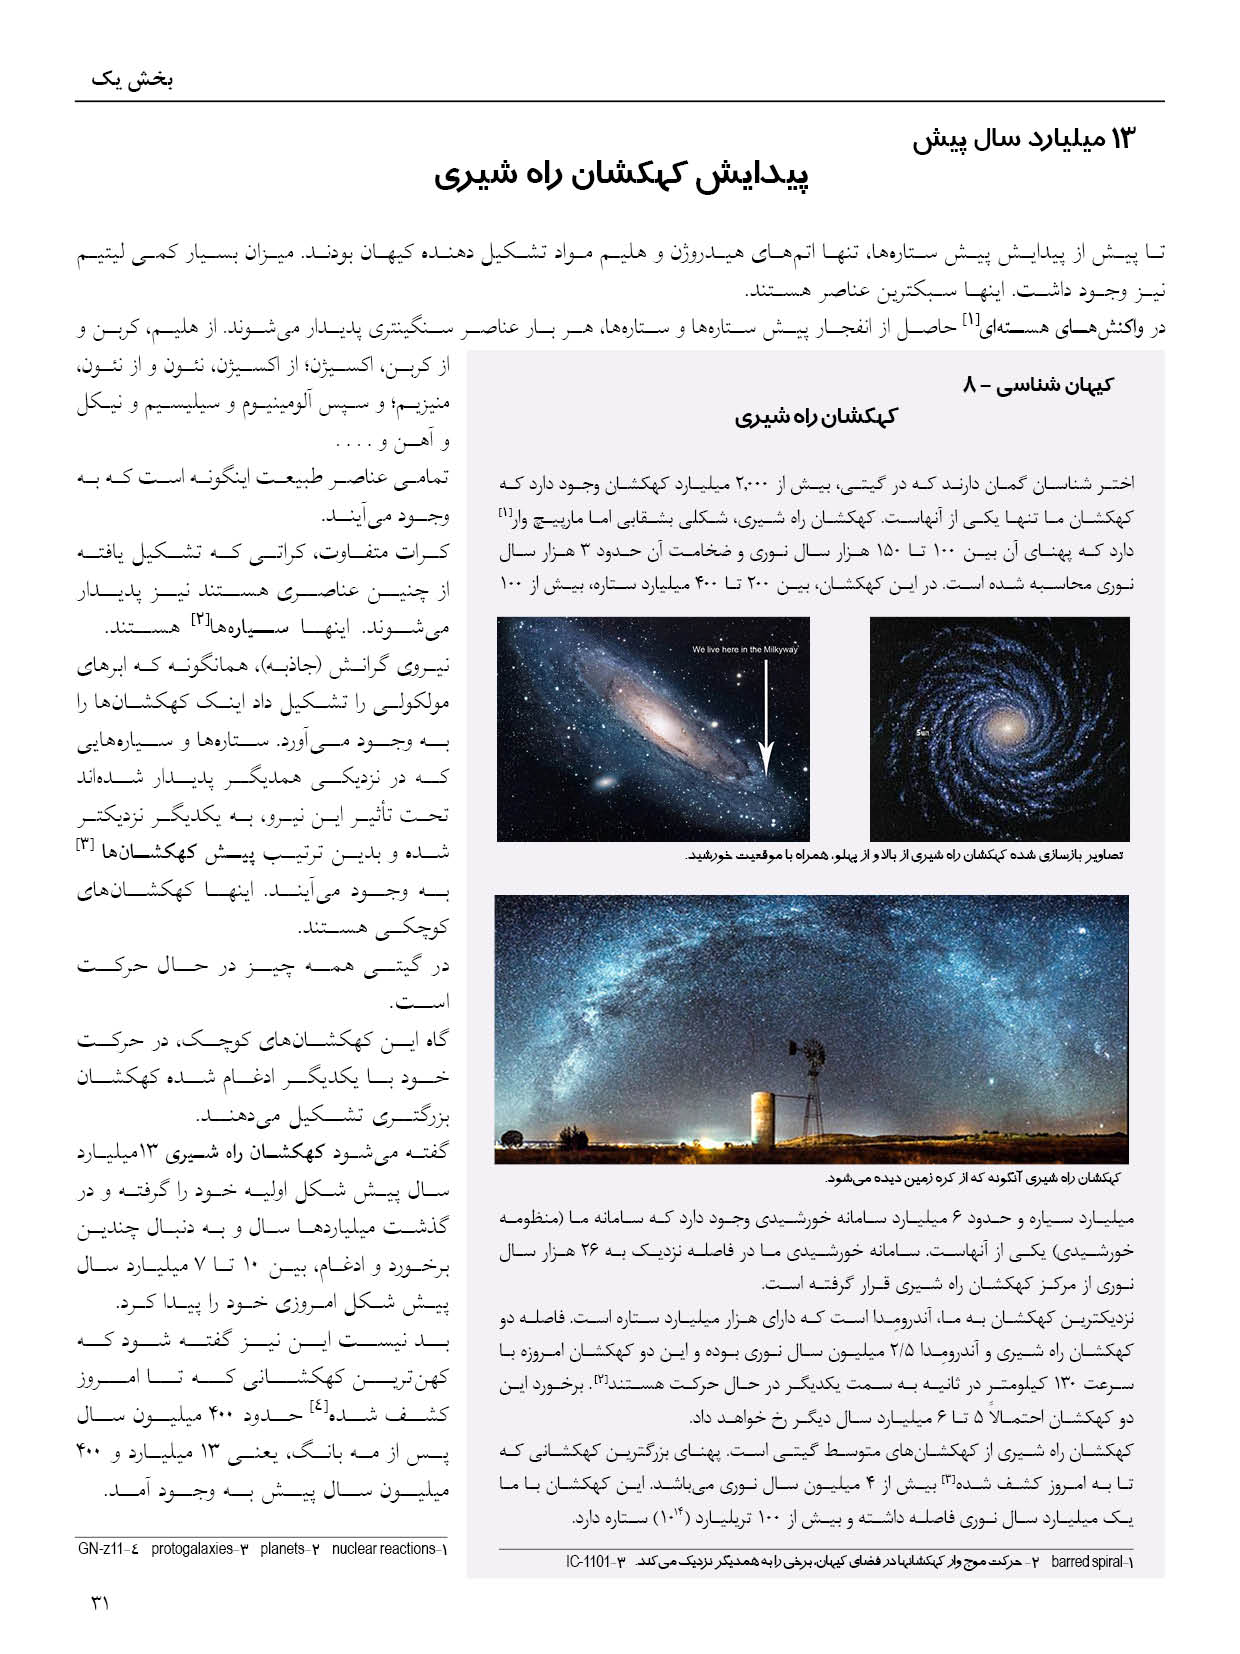 بخش یک
۱۳ میلیارد سال پیش
پیدایش کهکشان راه شیری
تا پیش از پیدایش پیش ستاره‌ها، تنها اتم‌های هیدروژن و هلیم مواد تشکیل دهنده کیهان بودند. میزان بسیار کمی لیتیم
نیز وجود داشت. اینها سبکترین عناصر هستند.
در واکنش‌های هسته‌ای[۱] حاصل از انفجار پیش ستاره‌ها و ستاره‌ها، هر بار عناصر سنگینتری پدیدار می‌شوند. از هلیم، کربن و
از کربن، اکسیژن؛ از اکسیژن، نئون و از نئون،
منیزیم؛ و سپس آلومینیوم و سیلیسیم و نیکل
و آهن و . . . .
تمامی عناصر طبیعت اینگونه است که به
وجود می‌آیند.
کرات متفاوت، کراتی که تشکیل یافته
از چنین عناصری هستند نیز پدیدار
می‌شوند. اینها سیاره‌ها[۲] هستند.
نیروی گرانش (جاذبه)، همانگونه که ابرهای
مولکولی را تشکیل داد اینک کهکشان‌ها را
به وجود می‌آورد. ستاره‌ها و سیاره‌هایی
که در نزدیکی همدیگر پدیدار شده‌اند
تحت تأثیر این نیرو، به یکدیگر نزدیکتر
شده و بدین ترتیب پیش کهکشان‌ها [۳]
به وجود می‌آیند. اینها کهکشان‌های
کوچکی هستند.
در گیتی همه چیز در حال حرکت
است.
گاه این کهکشان‌های کوچک، در حرکت
خود با یکدیگر ادغام شده کهکشان
بزرگتری تشکیل می‌دهند.
گفته می‌شود کهکشان راه شیری ۱۳میلیارد
سال پیش شکل اولیه خود را گرفته و در
گذشت میلیاردها سال و به دنبال چندین
برخورد و ادغام، بین ۱۰ تا ۷ میلیارد سال
پیش شکل امروزی خود را پیدا کرد.
بد نیست این نیز گفته شود که
کهن‌ترین کهکشانی که تا امروز
کشف شده[٤] حدود ۴۰۰ میلیون سال
پس از مه بانگ، یعنی ۱۳ میلیارد و ۴۰۰
میلیون سال پیش به وجود آمد.
۱-nuclear reactions ۲-planets ۳-protogalaxies ٤-GN-z11
کیهان شناسی - ۸
کهکشان راه شیری
اختر شناسان گمان دارند که در گیتی، بیش از ۲,۰۰۰ میلیارد کهکشان وجود دارد که
کهکشان ما تنها یکی از آنهاست. کهکشان راه شیری، شکلی بشقابی اما مارپیچ وار[۱]
دارد که پهنای آن بین ۱۰۰ تا ۱۵۰ هزار سال نوری و ضخامت آن حدود ۳ هزار سال
نوری محاسبه شده است. در این کهکشان، بین ۲۰۰ تا ۴۰۰ میلیارد ستاره، بیش از ۱۰۰
We live here in the Milkyway
Sun
تصاویر بازسازی شده کهکشان راه شیری از بالا و از پهلو، همراه با موقعیت خورشید.
کهکشان راه شیری آنگونه که از کره زمین دیده می‌شود.
میلیارد سیاره و حدود ۶ میلیارد سامانه خورشیدی وجود دارد که سامانه ما (منظومه
خورشیدی) یکی از آنهاست. سامانه خورشیدی ما در فاصله نزدیک به ۲۶ هزار سال
نوری از مرکز کهکشان راه شیری قرار گرفته است.
نزدیکترین کهکشان به ما، آندرومِدا است که دارای هزار میلیارد ستاره است. فاصله دو
کهکشان راه شیری و آندرومِدا ۲/۵ میلیون سال نوری بوده و این دو کهکشان امروزه با
سرعت ۱۳۰ کیلومتر در ثانیه به سمت یکدیگر در حال حرکت هستند[۲]. برخورد این
دو کهکشان احتمالاً ۵ تا ۶ میلیارد سال دیگر رخ خواهد داد.
کهکشان راه شیری از کهکشان‌های متوسط گیتی است. پهنای بزرگترین کهکشانی که
تا به امروز کشف شده[۳] بیش از ۴ میلیون سال نوری می‌باشد. این کهکشان با ما
یک میلیارد سال نوری فاصله داشته و بیش از ۱۰۰ تریلیارد (۱۰¹⁴) ستاره دارد.
۱-barred spiral ۲- حرکت موج وار کهکشانها در فضای کیهان، برخی را به همدیگر نزدیک می‌کند. ۳-IC-1101
۳۱